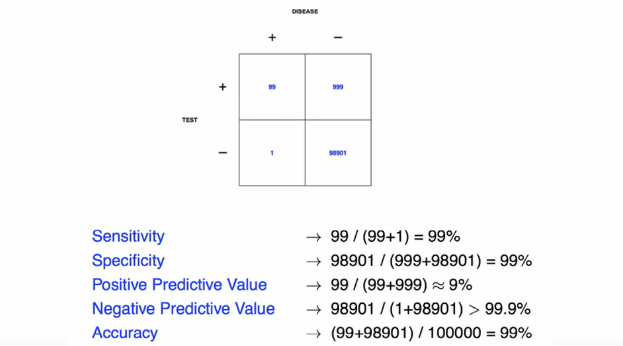 DISEASE
+ −
+ 99 999
TEST
− 1 98901
Sensitivity → 99 / (99+1) = 99%
Specificity → 98901 / (999+98901) = 99%
Positive Predictive Value → 99 / (99+999) ≈ 9%
Negative Predictive Value → 98901 / (1+98901) > 99.9%
Accuracy → (99+98901) / 100000 = 99%